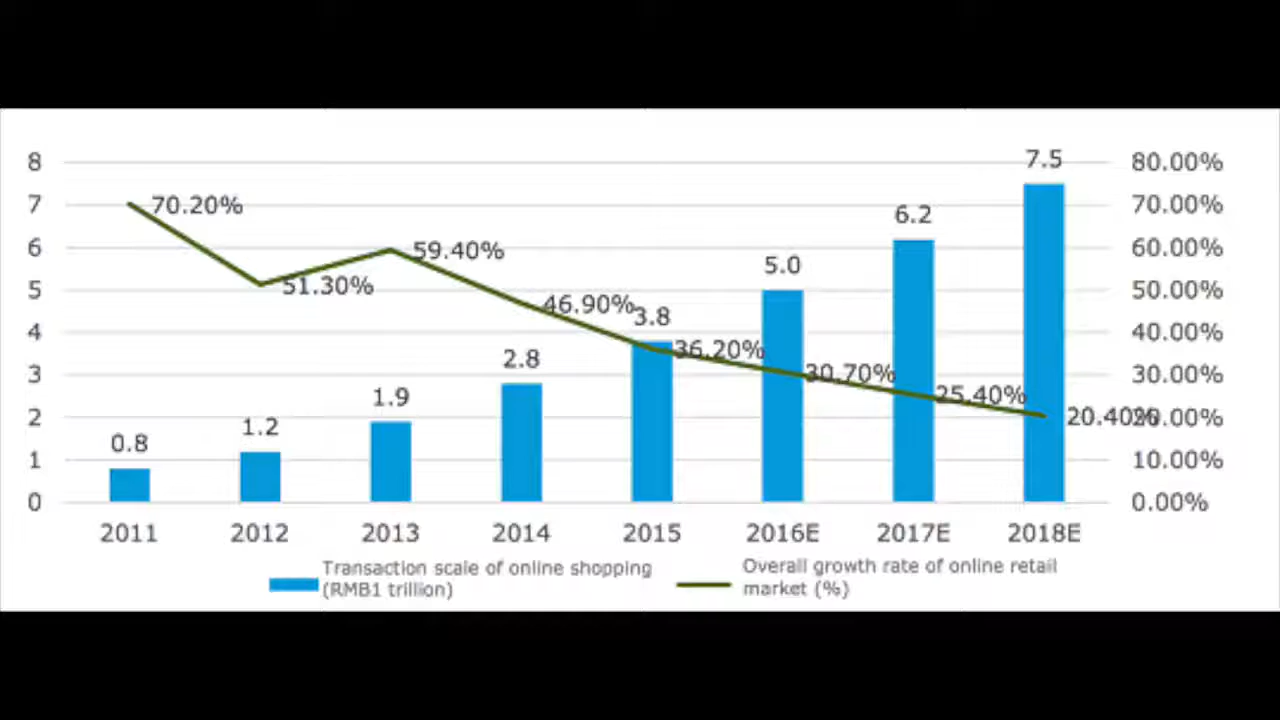 7.5
8 80.00%
6.2
7 70.20% 70.00%
6 59.40% 5.0 60.00%
5 51.30% 50.00%
46.90% 3.8
4 40.00%
2.8 36.20%
3 1.9 30.70% 30.00%
25.40%
2 0.8 1.2 20.40% 20.00%
1 10.00%
0 0.00%
2011 2012 2013 2014 2015 2016E 2017E 2018E
Transaction scale of online shopping
(RMB1 trillion)
Overall growth rate of online retail
market (%)